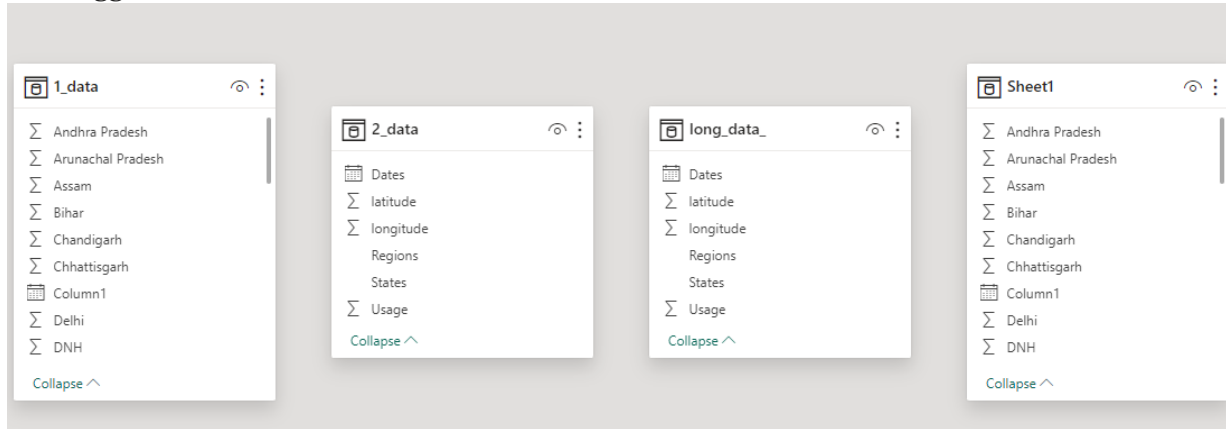 1_data
Andhra Pradesh
Arunachal Pradesh
Assam
Bihar
Chandigarh
Chhattisgarh
Column1
Delhi
DNH
Collapse
2_data
Dates
latitude
longitude
Regions
States
Usage
Collapse
long_data_
Dates
latitude
longitude
Regions
States
Usage
Collapse
Sheet1
Andhra Pradesh
Arunachal Pradesh
Assam
Bihar
Chandigarh
Chhattisgarh
Column1
Delhi
DNH
Collapse